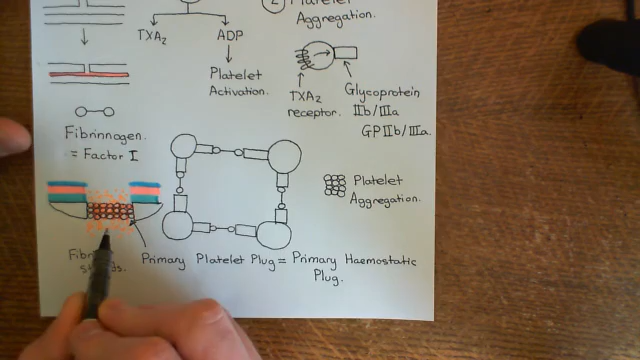 ② Platelet
Aggregation.
TXA2
ADP
Platelet
Activation.
TXA2
receptor.
Glycoprotein
IIb/IIIa
GPIIb/IIIa.
Fibrinnogen.
= Factor I
Platelet
Aggregation.
Primary Platelet Plug = Primary Haemostatic
Plug.